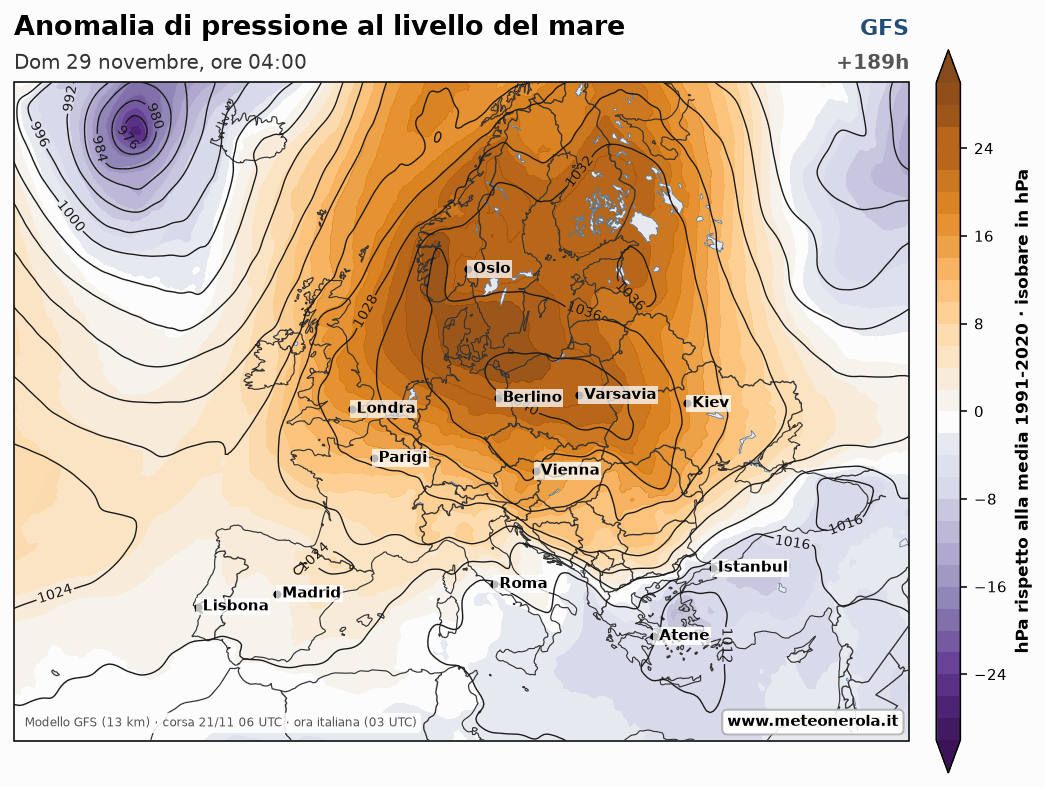 Anomalia di pressione al livello del mare
GFS
Dom 29 novembre, ore 04:00
+189h
992
980
996
976
984
1000
0
1032
Oslo
1028
1036
1036
Berlino
Varsavia
Kiev
Londra
Parigi
Vienna
1016
1016
1024
Istanbul
Roma
Madrid
1024
Lisbona
Atene
1012
24
16
8
0
−8
−16
−24
hPa rispetto alla media 1991-2020 · isobare in hPa
Modello GFS (13 km) · corsa 21/11 06 UTC · ora italiana (03 UTC)
www.meteonerola.it